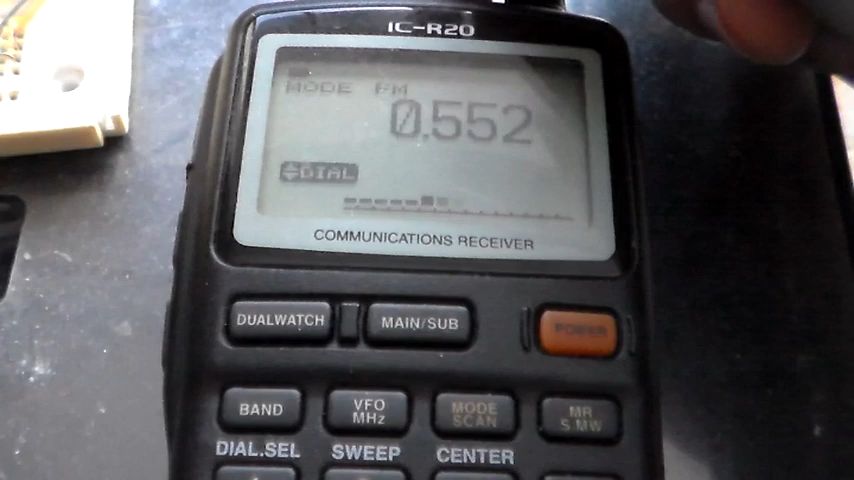 IC-R20
MODE FM
0.552
DIAL
COMMUNICATIONS RECEIVER
DUALWATCH
MAIN/SUB
POWER
BAND
VFO
MHz
MODE
SCAN
MR
S.MW
DIAL.SEL
SWEEP
CENTER